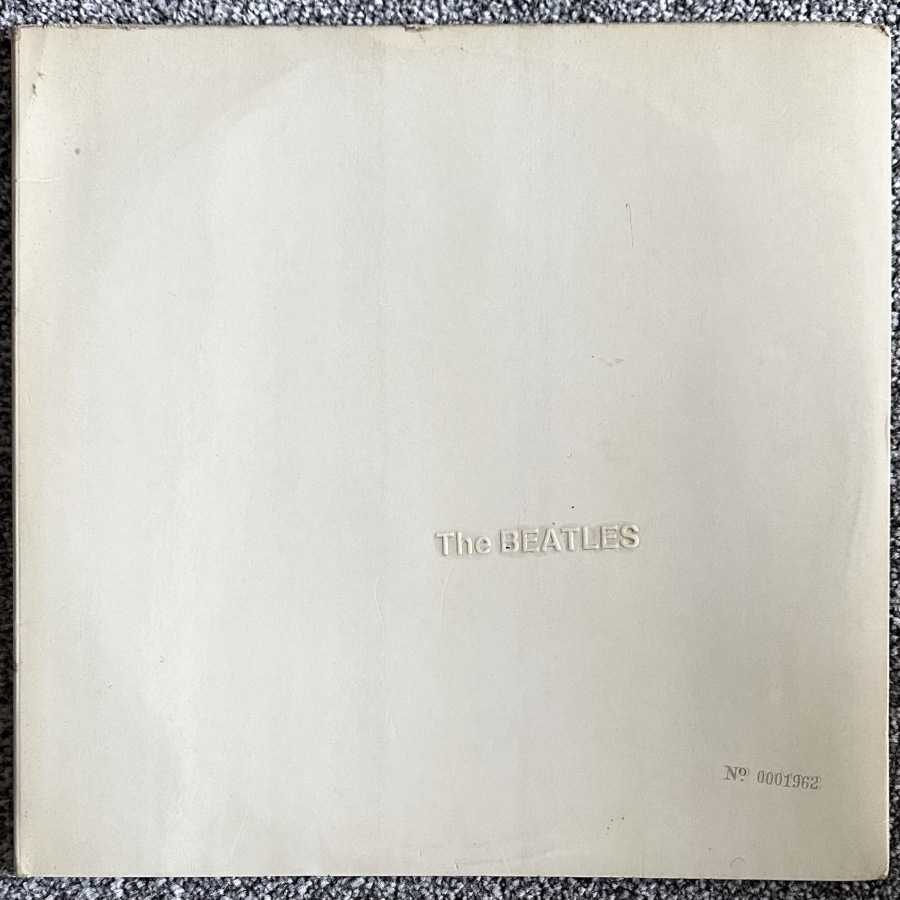 The BEATLES
Nº 0001962